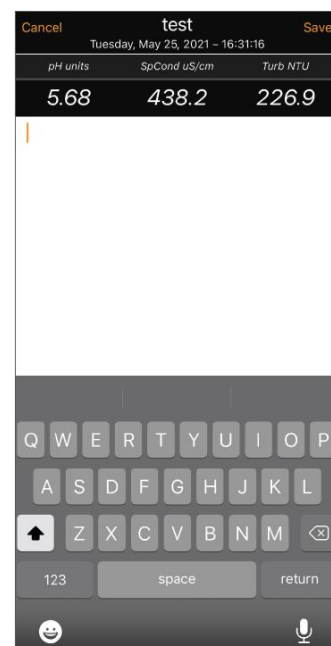 Cancel test Save
Tuesday, May 25, 2021 – 16:31:16
pH units SpCond uS/cm Turb NTU
5.68 438.2 226.9
Q W E R T Y U I O P
A S D F G H J K L
Z X C V B N M
123 space return